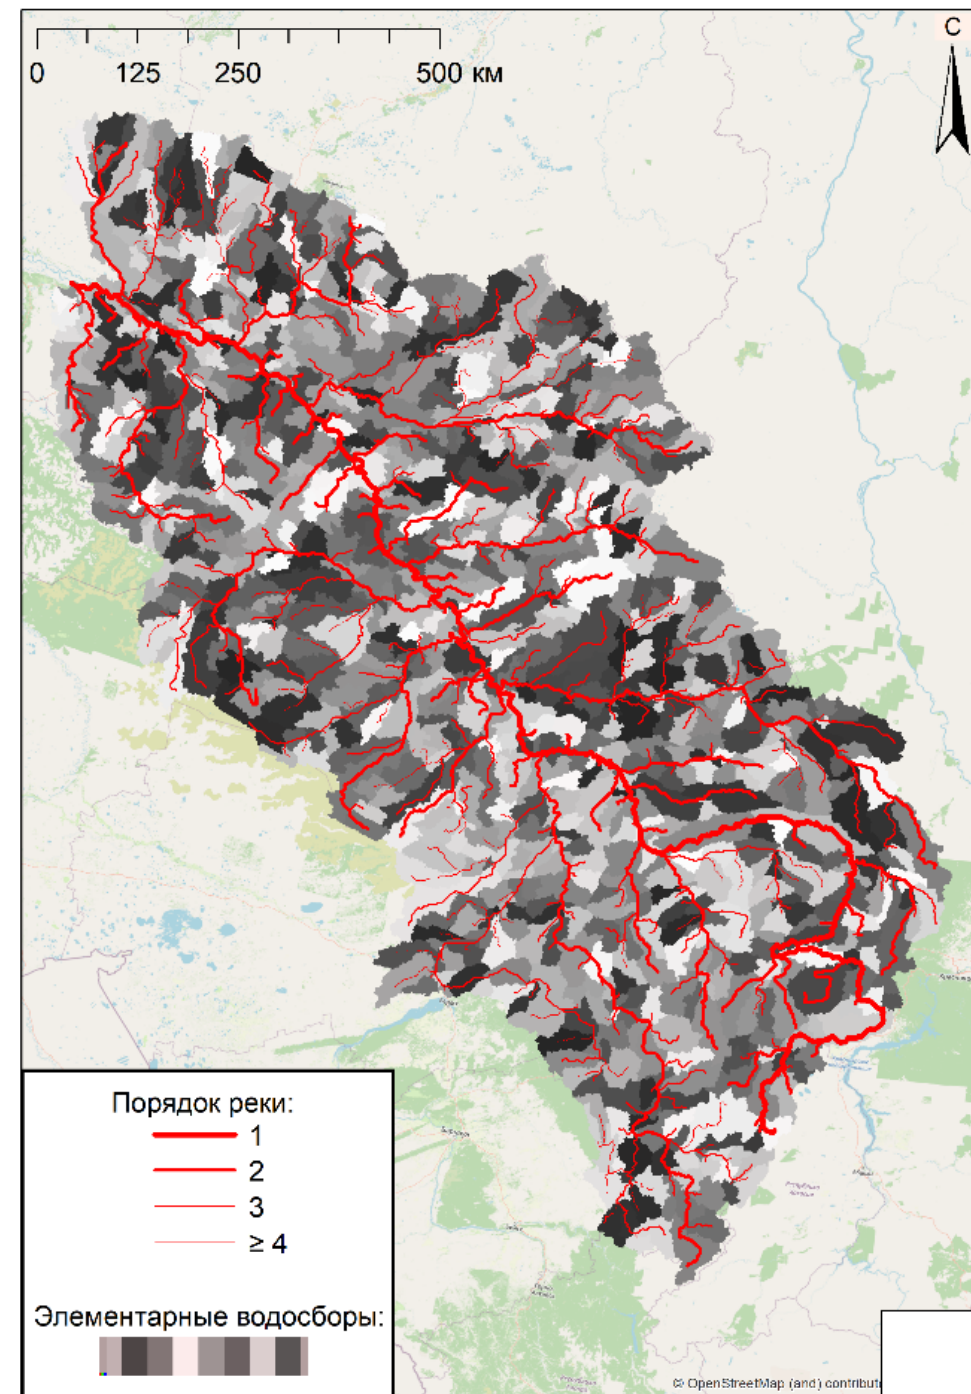 С
0 125 250 500 км
Порядок реки:
1
2
3
≥ 4
Элементарные водосборы:
© OpenStreetMap (and) contribut